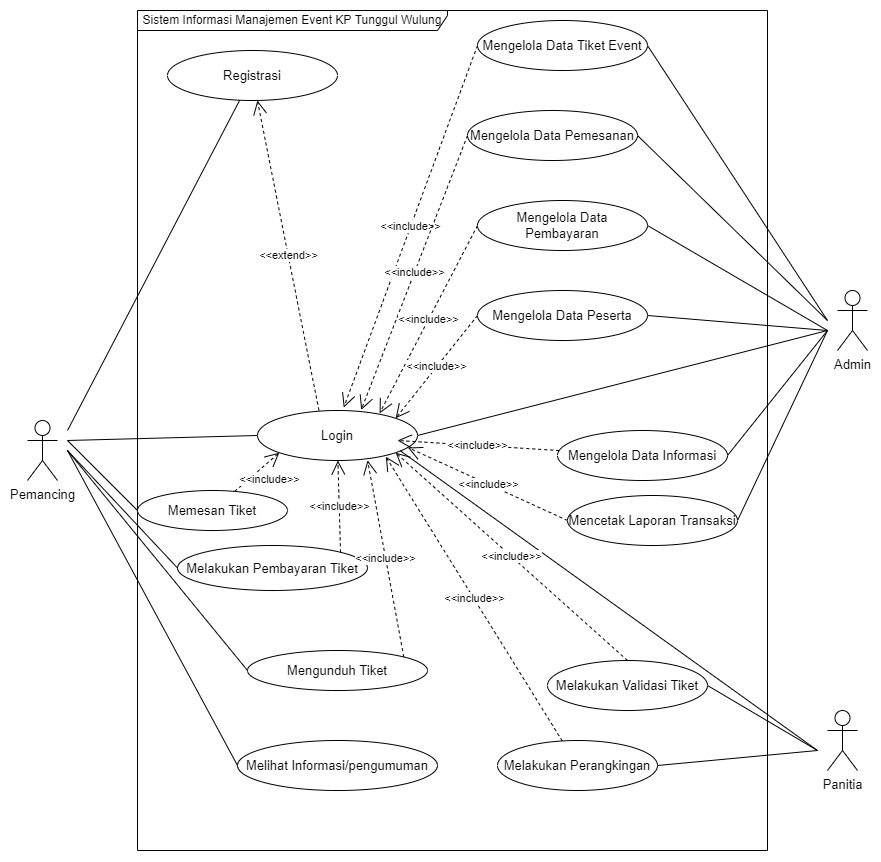 Sistem Informasi Manajemen Event KP Tunggul Wulung
Mengelola Data Tiket Event
Registrasi
Mengelola Data Pemesanan
Mengelola Data
Pembayaran
<<include>>
<<extend>>
<<include>>
Mengelola Data Peserta
<<include>>
Admin
<<include>>
Login
<<include>>
Mengelola Data Informasi
<<include>>
<<include>>
Pemancing
<<include>>
Memesan Tiket
Mencetak Laporan Transaksi
<<include>>
<<include>>
Melakukan Pembayaran Tiket
<<include>>
Mengunduh Tiket
Melakukan Validasi Tiket
Melihat Informasi/pengumuman
Melakukan Perangkingan
Panitia